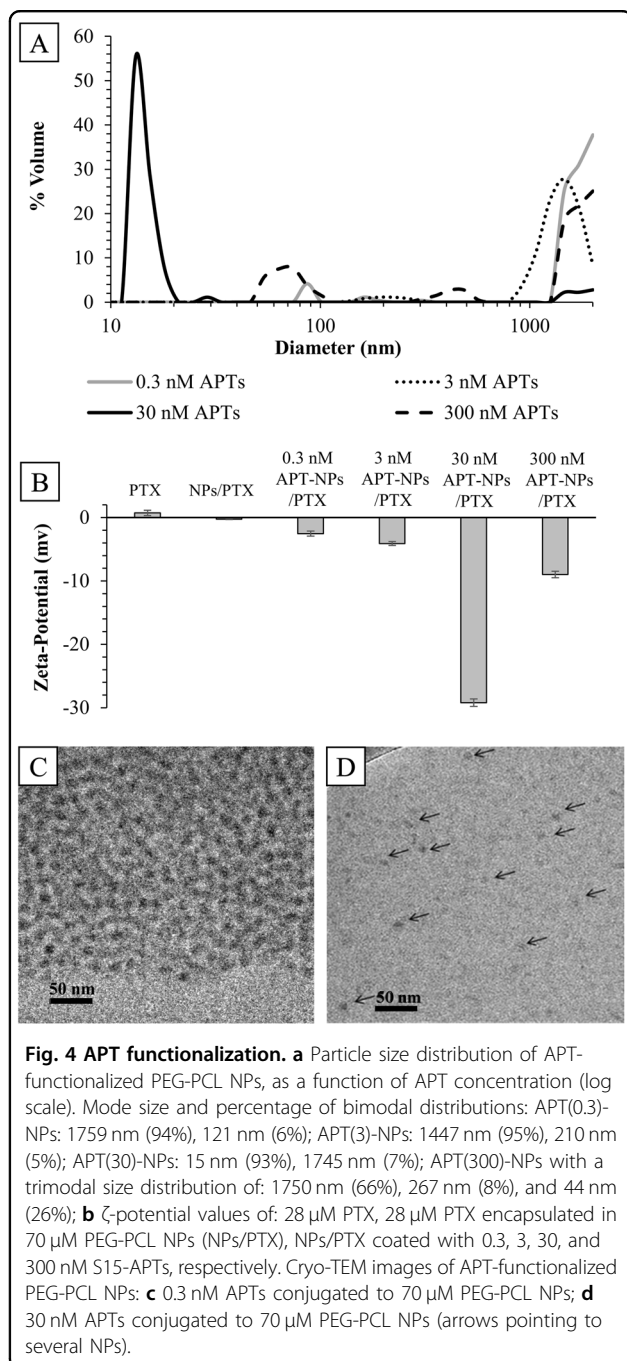 A
60
50
40
30
20
10
0
% Volume
10
100
1000
Diameter (nm)
0.3 nM APTs
3 nM APTs
30 nM APTs
300 nM APTs
B
PTX
NPs/PTX
0.3 nM
APT-NPs
/PTX
3 nM
APT-NPs
/PTX
30 nM
APT-NPs
/PTX
300 nM
APT-NPs
/PTX
0
-10
-20
-30
Zeta-Potential (mv)
C
50 nm
D
50 nm
Fig. 4 APT functionalization. a Particle size distribution of APT-
functionalized PEG-PCL NPs, as a function of APT concentration (log
scale). Mode size and percentage of bimodal distributions: APT(0.3)-
NPs: 1759 nm (94%), 121 nm (6%); APT(3)-NPs: 1447 nm (95%), 210 nm
(5%); APT(30)-NPs: 15 nm (93%), 1745 nm (7%); APT(300)-NPs with a
trimodal size distribution of: 1750 nm (66%), 267 nm (8%), and 44 nm
(26%); b ζ-potential values of: 28 µM PTX, 28 µM PTX encapsulated in
70 µM PEG-PCL NPs (NPs/PTX), NPs/PTX coated with 0.3, 3, 30, and
300 nM S15-APTs, respectively. Cryo-TEM images of APT-functionalized
PEG-PCL NPs: c 0.3 nM APTs conjugated to 70 µM PEG-PCL NPs; d
30 nM APTs conjugated to 70 µM PEG-PCL NPs (arrows pointing to
several NPs).